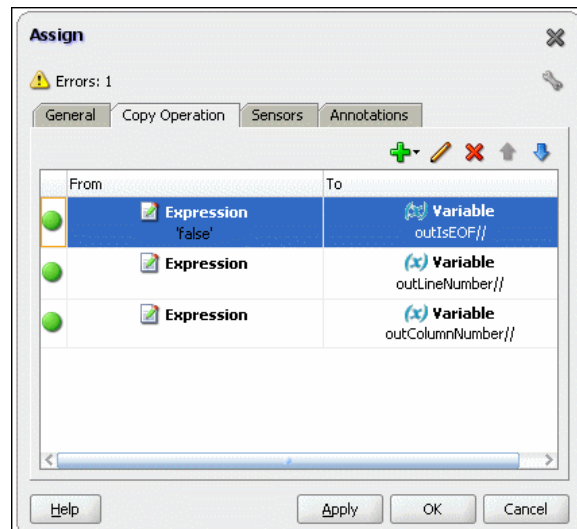 Assign
Errors: 1
General Copy Operation Sensors Annotations
From To
Expression (x) Variable
'false' outIsEOF//
Expression (x) Variable
outLineNumber//
Expression (x) Variable
outColumnNumber//
Help Apply OK Cancel